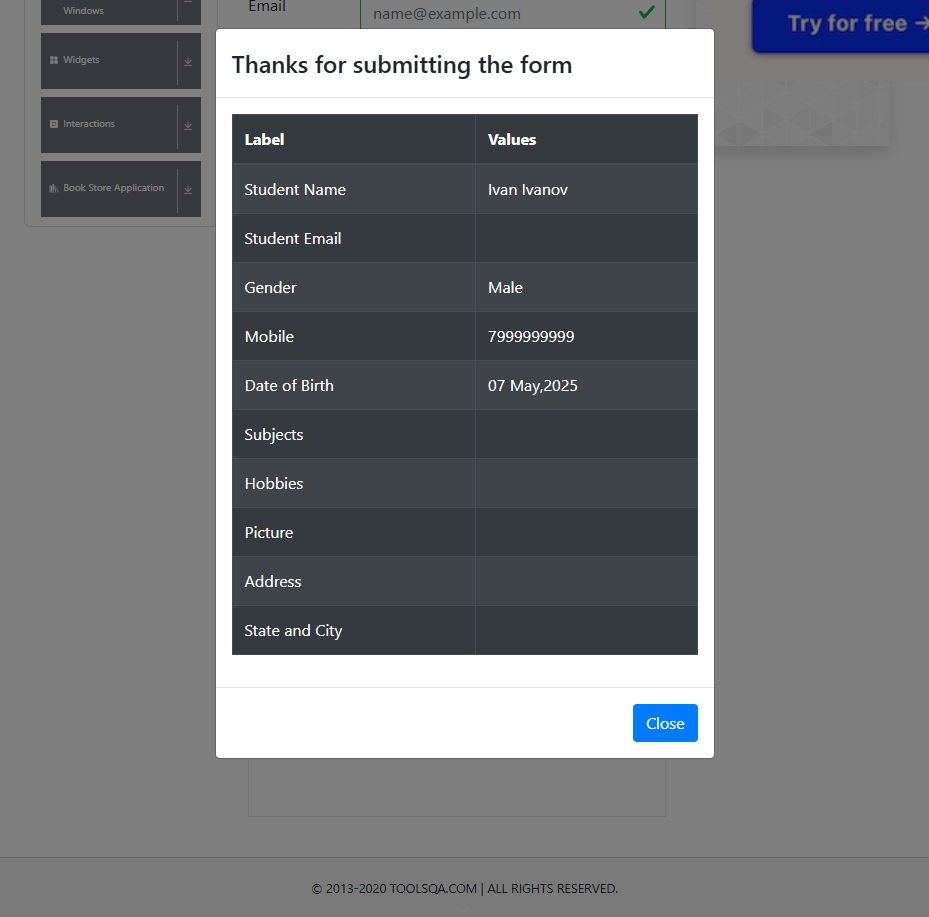 Windows
Email
name@example.com
Try for free →
Widgets
Interactions
Book Store Application
Thanks for submitting the form
Label Values
Student Name Ivan Ivanov
Student Email
Gender Male
Mobile 7999999999
Date of Birth 07 May,2025
Subjects
Hobbies
Picture
Address
State and City
Close
© 2013-2020 TOOLSQA.COM | ALL RIGHTS RESERVED.